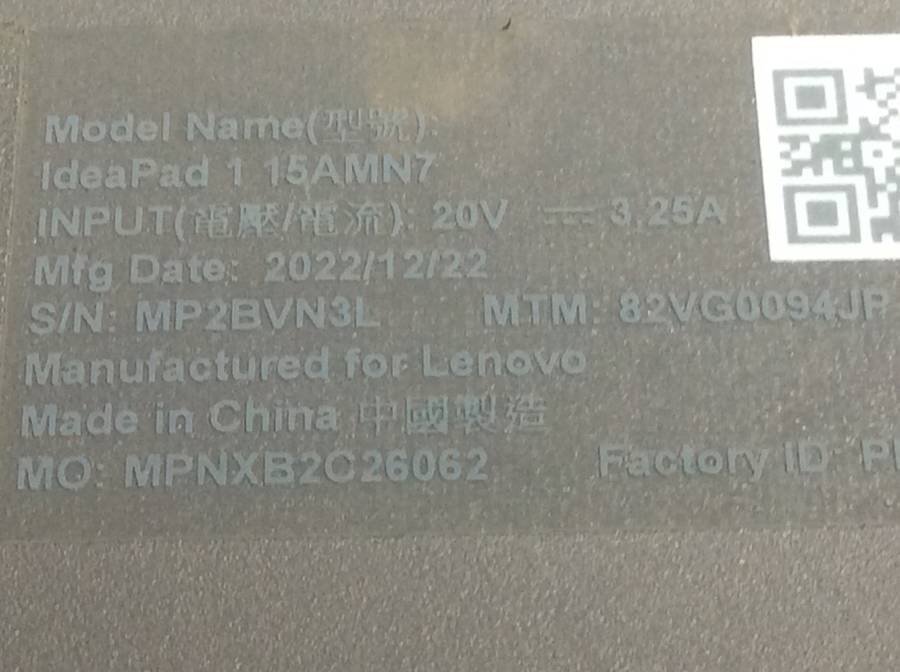 Model Name(型號):
IdeaPad 1 15AMN7
INPUT(電壓/電流): 20V ⎓ 3.25A
Mfg Date: 2022/12/22
S/N: MP2BVN3L MTM: 82VG0094JP
Manufactured for Lenovo
Made in China 中國製造
MO: MPNXB2C26062 Factory ID: